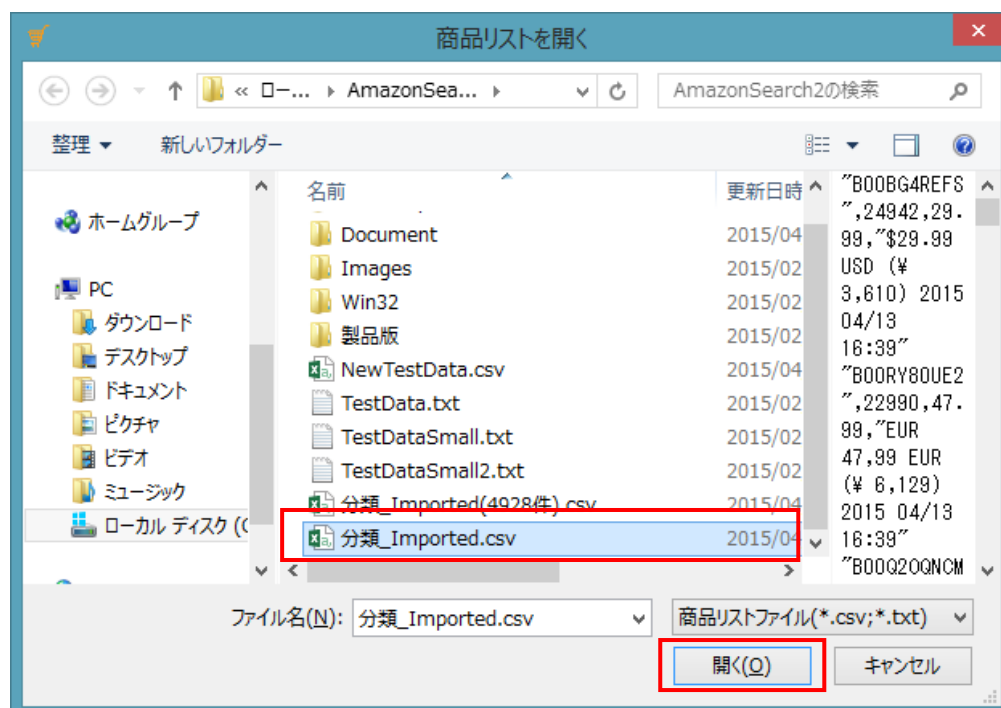 商品リストを開く
« ロー... AmazonSea...
AmazonSearch2の検索
整理
新しいフォルダー
ホームグループ
PC
ダウンロード
デスクトップ
ドキュメント
ピクチャ
ビデオ
ミュージック
ローカル ディスク (C
名前
更新日時
Document 2015/04
Images 2015/02
Win32 2015/02
製品版 2015/02
NewTestData.csv 2015/04
TestData.txt 2015/02
TestDataSmall.txt 2015/02
TestDataSmall2.txt 2015/02
分類_Imported(4928件).csv 2015/04
分類_Imported.csv 2015/04
"B00BG4REFS
",24942,29.
99,"$29.99
USD (¥
3,610) 2015
04/13
16:39"
"B00RY80UE2
",22990,47.
99,"EUR
47,99 EUR
(¥ 6,129)
2015 04/13
16:39"
"B00Q2OQNCM
ファイル名(N):
分類_Imported.csv
商品リストファイル(*.csv;*.txt)
開く(O)
キャンセル